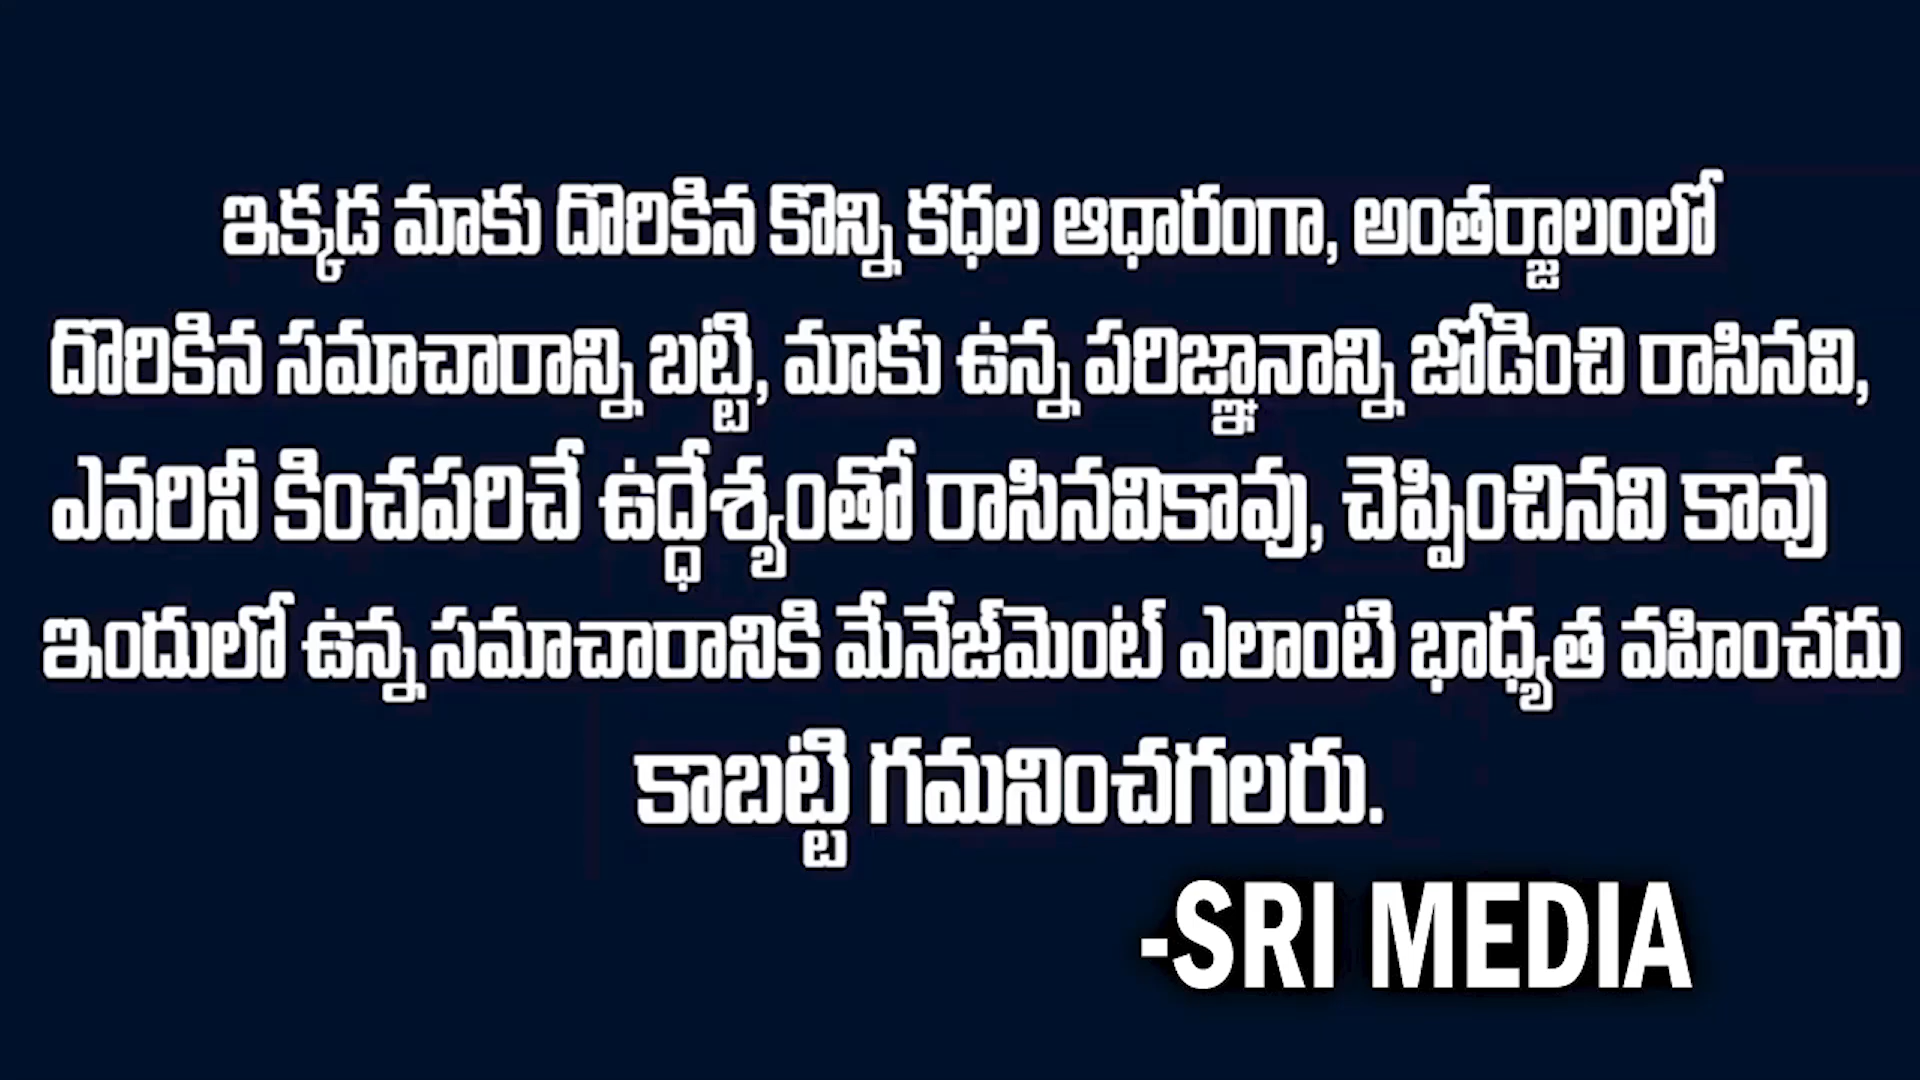 ఇక్కడ మాకు దొరికిన కొన్ని కధల ఆధారంగా, అంతర్జాలంలో
దొరికిన సమాచారాన్ని బట్టి, మాకు ఉన్న పరిజ్ఞానాన్ని జోడించి రాసినవి,
ఎవరినీ కించపరిచే ఉద్ధేశ్యంతో రాసినవికావు, చెప్పించినవి కావు
ఇందులో ఉన్న సమాచారానికి మేనేజ్‌మెంట్ ఎలాంటి భాధ్యత వహించదు
కాబట్టి గమనించగలరు.
-SRI MEDIA